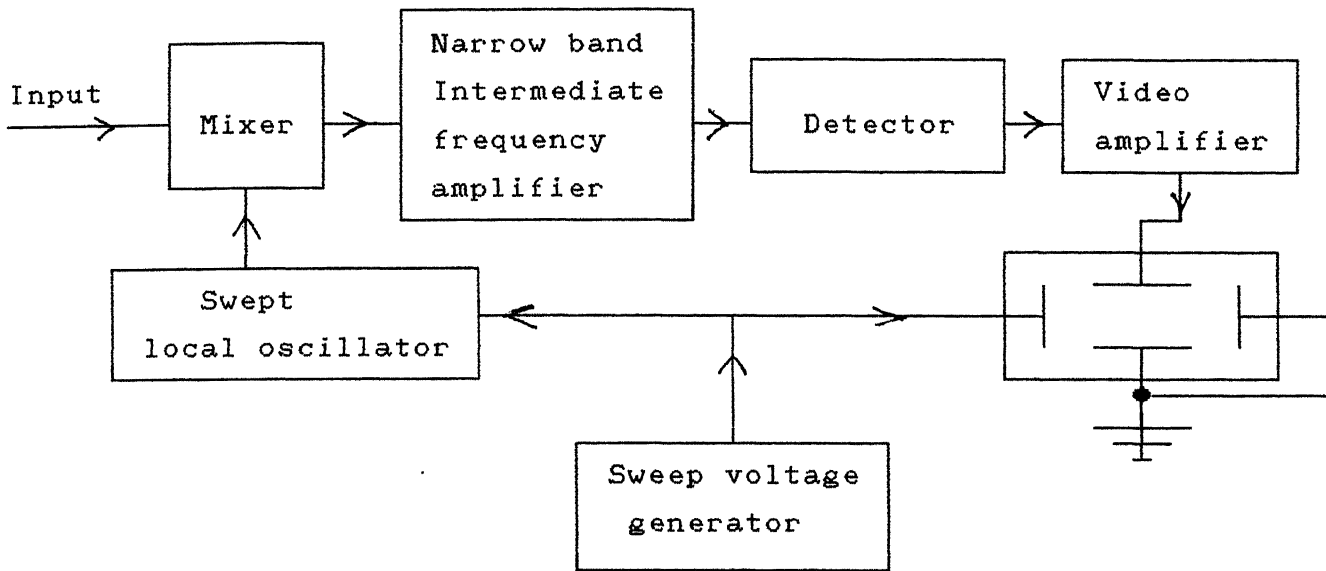 Input
Mixer
Narrow band
Intermediate
frequency
amplifier
Detector
Video
amplifier
Swept
local oscillator
Sweep voltage
generator